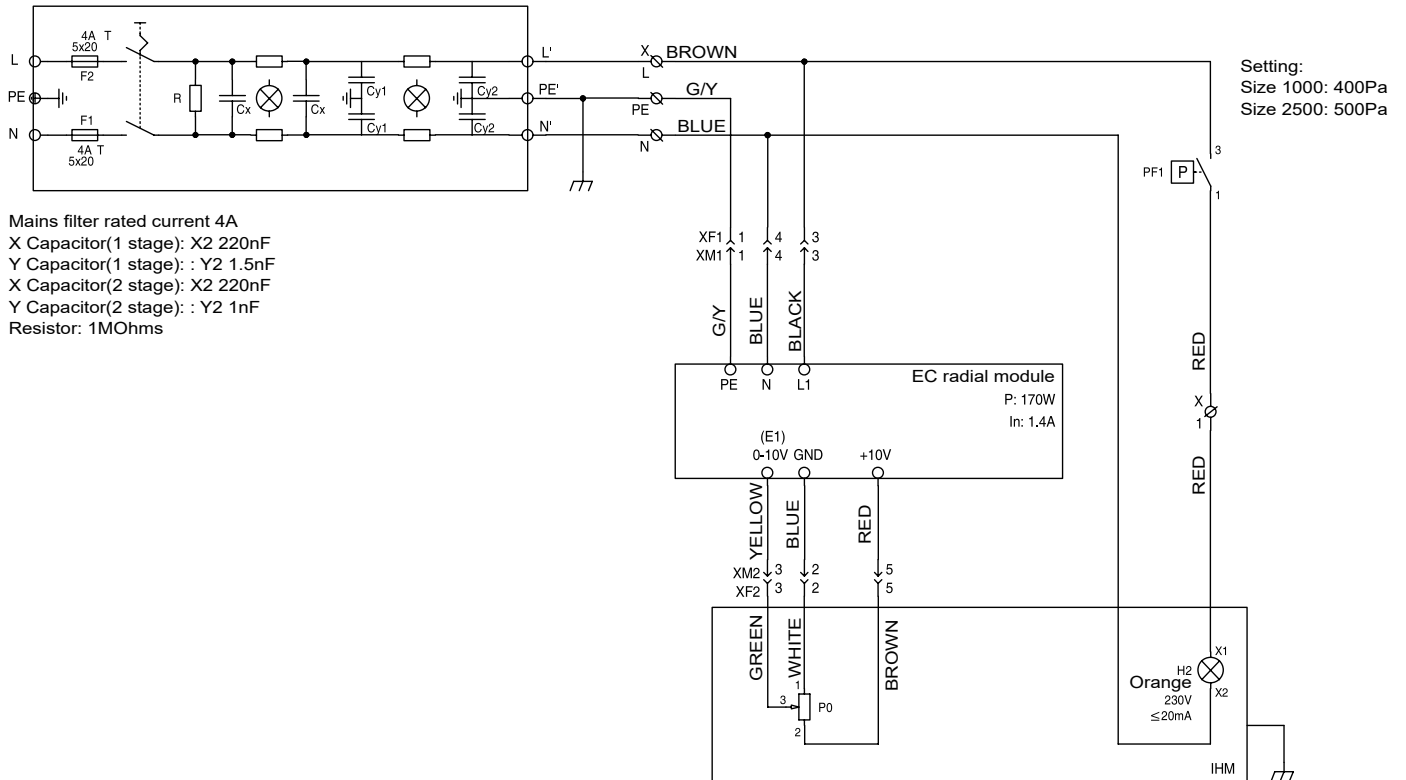 4A T
5x20
F2
L
PE
N
F1
4A T
5x20
R
Cx
Cx
Cy1
Cy1
Cy2
Cy2
L'
PE'
N'
X
L
BROWN
PE
G/Y
BLUE
N
Setting:
Size 1000: 400Pa
Size 2500: 500Pa
3
PF1
P
1
Mains filter rated current 4A
X Capacitor(1 stage): X2 220nF
Y Capacitor(1 stage): : Y2 1.5nF
X Capacitor(2 stage): X2 220nF
Y Capacitor(2 stage): : Y2 1nF
Resistor: 1MOhms
XF1 1 4 3
XM1 1 4 3
G/Y
BLUE
BLACK
RED
X
1
RED
PE N L1
EC radial module
P: 170W
In: 1.4A
(E1)
0-10V GND +10V
YELLOW
BLUE
RED
XM2 3 2 5
XF2 3 2 5
GREEN
WHITE
BROWN
1
3
P0
2
X1
H2
Orange
X2
230V
≤20mA
IHM